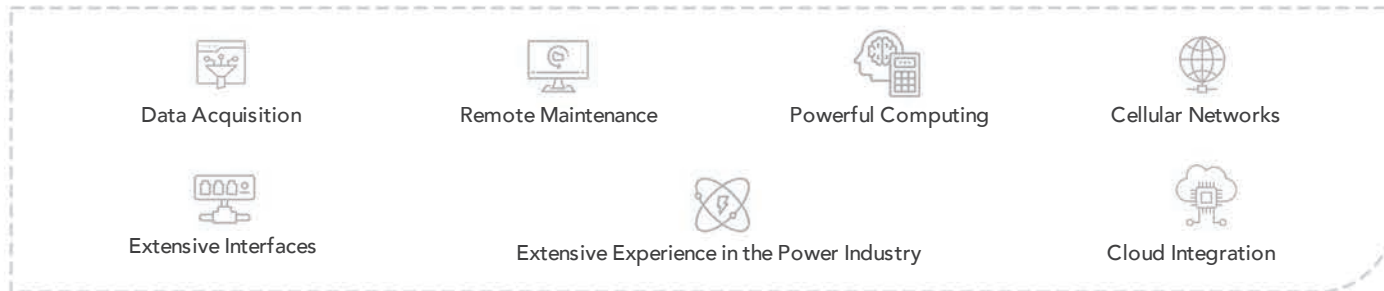 Data Acquisition
Remote Maintenance
Powerful Computing
Cellular Networks
Extensive Interfaces
Extensive Experience in the Power Industry
Cloud Integration